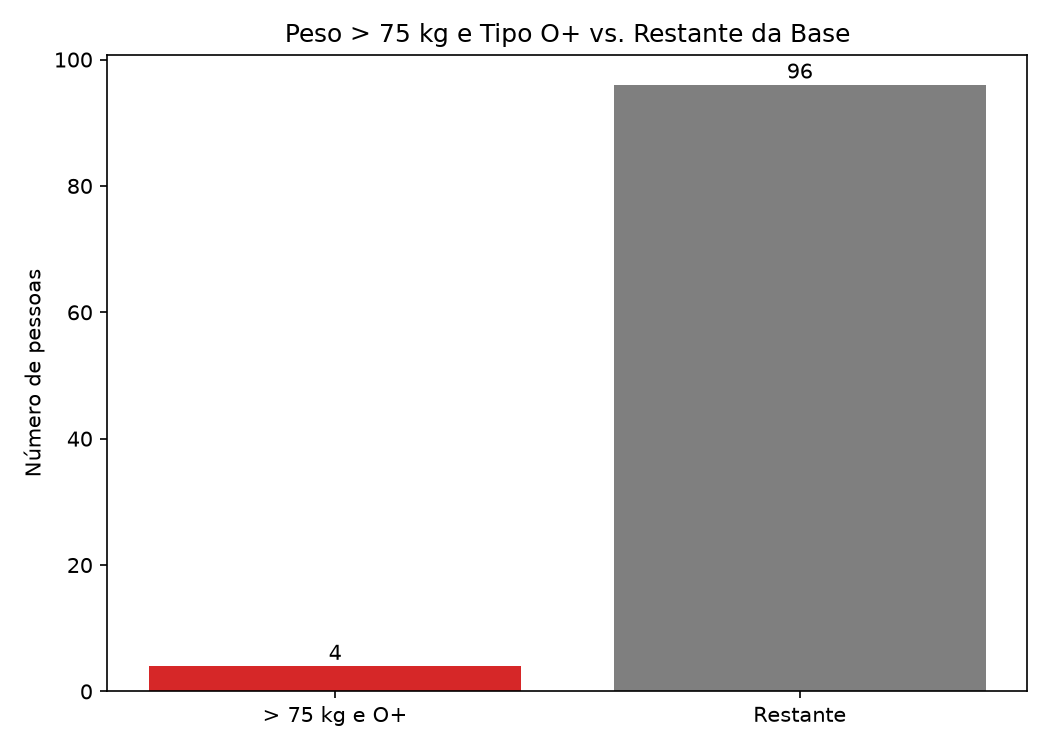 Peso > 75 kg e Tipo O+ vs. Restante da Base
Número de pessoas
100
80
60
40
20
0
4
96
> 75 kg e O+
Restante